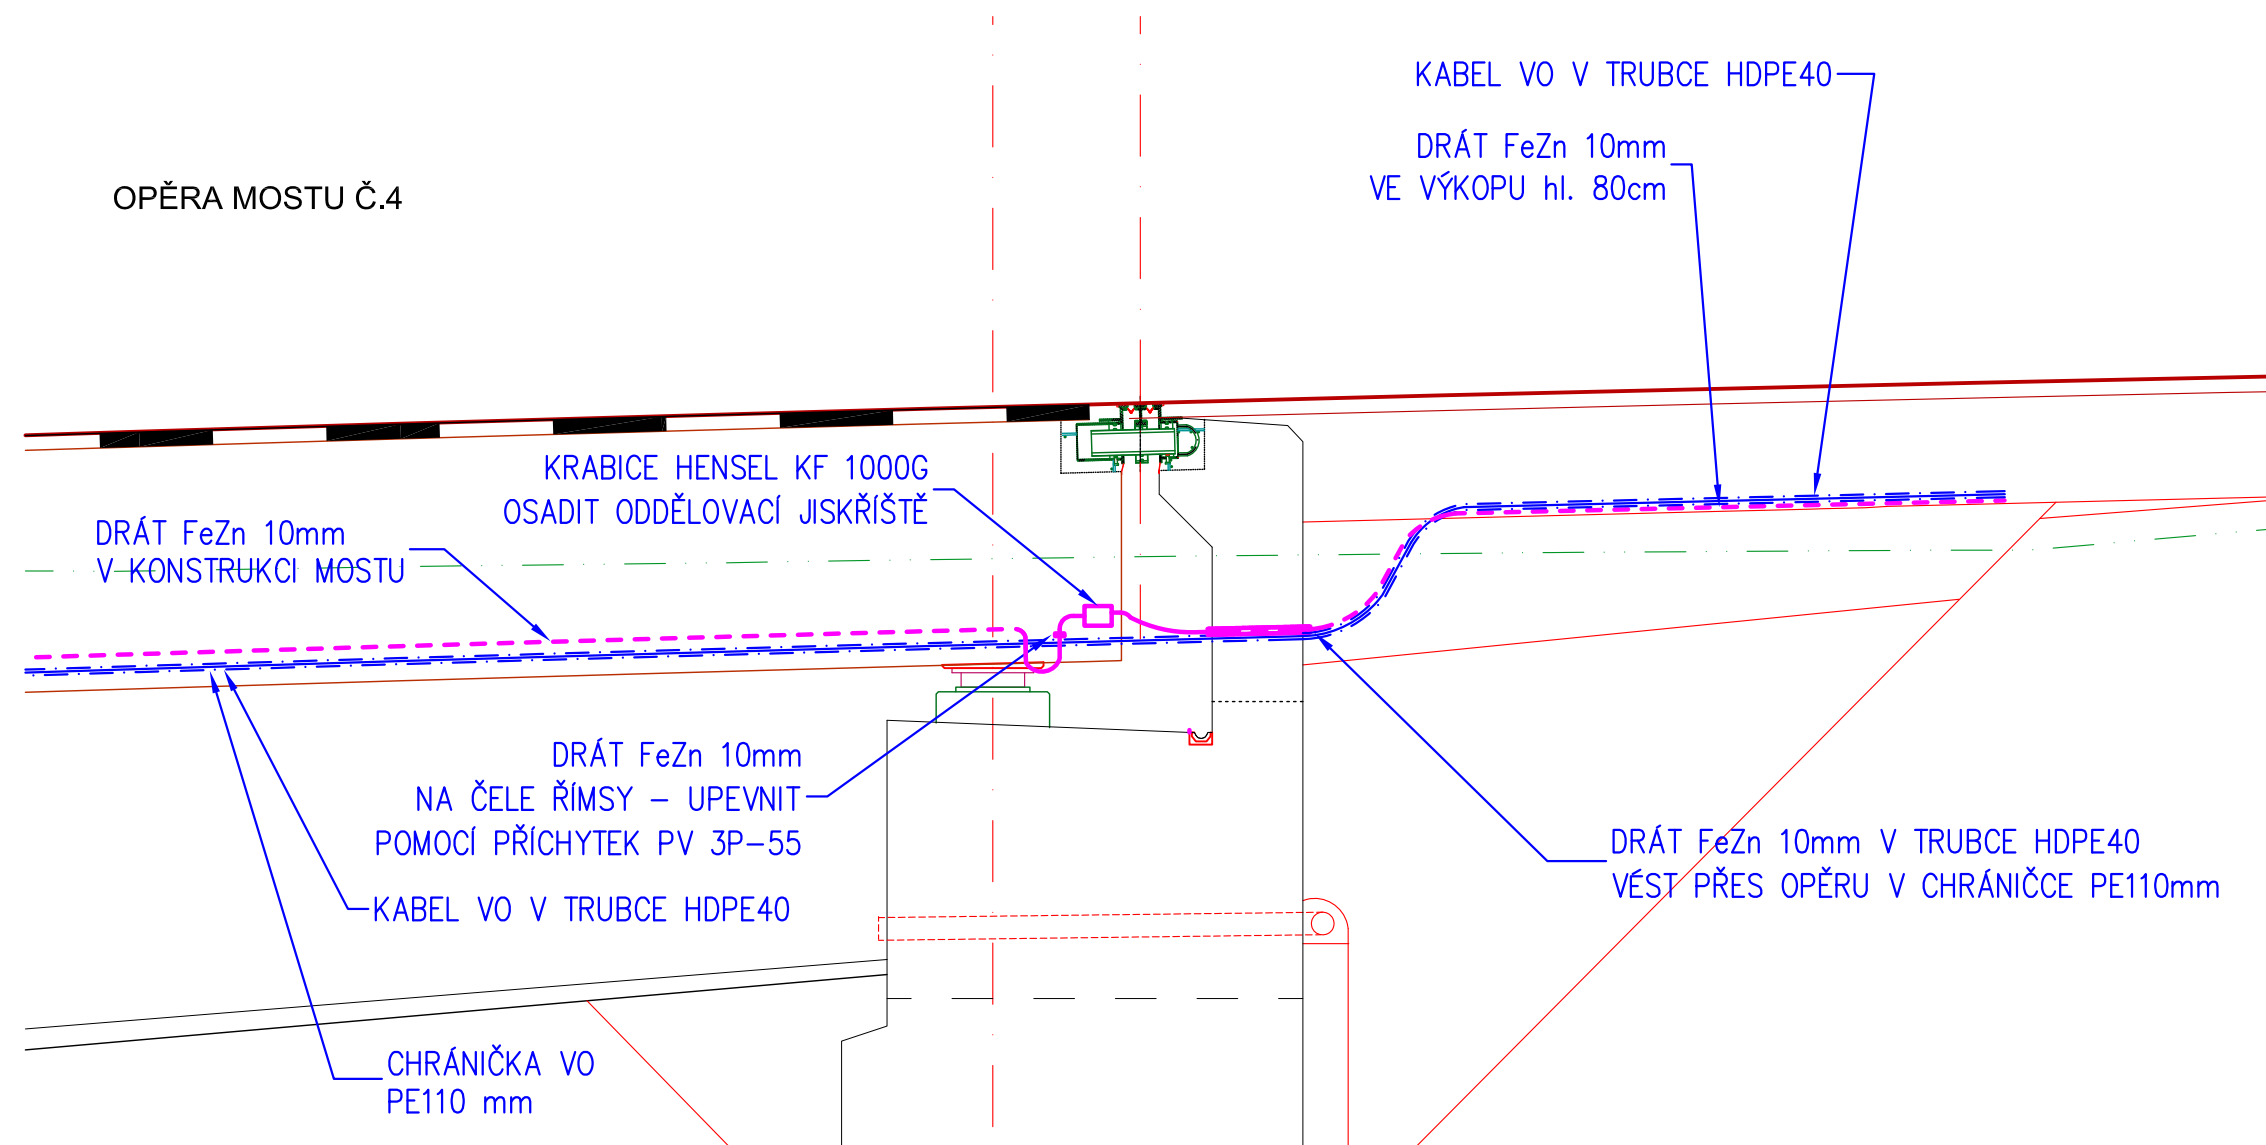 KABEL VO V TRUBCE HDPE40
DRÁT FeZn 10mm
VE VÝKOPU hl. 80cm
OPĚRA MOSTU Č.4
KRABICE HENSEL KF 1000G
OSADIT ODDĚLOVACÍ JISKŘÍŠTĚ
DRÁT FeZn 10mm
V KONSTRUKCI MOSTU
DRÁT FeZn 10mm
NA ČELE ŘÍMSY – UPEVNIT
POMOCÍ PŘÍCHYTEK PV 3P–55
DRÁT FeZn 10mm V TRUBCE HDPE40
VÉST PŘES OPĚRU V CHRÁNIČCE PE110mm
KABEL VO V TRUBCE HDPE40
CHRÁNIČKA VO
PE110 mm